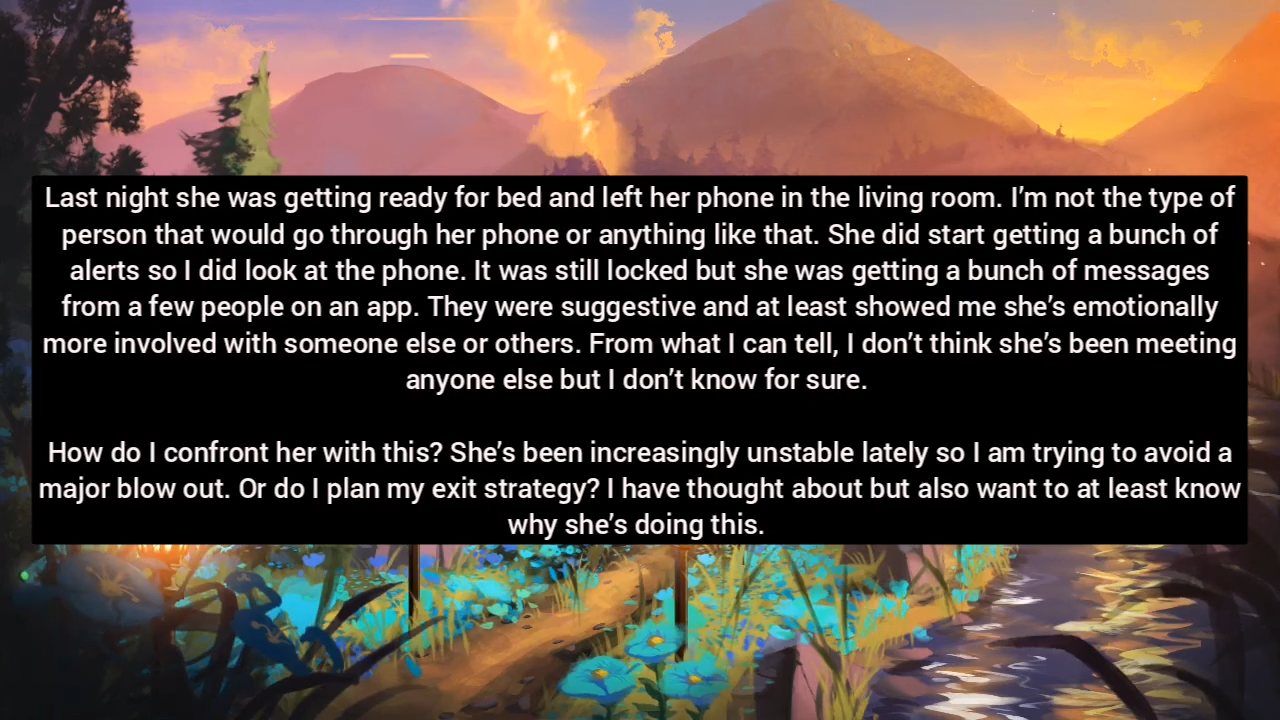 Last night she was getting ready for bed and left her phone in the living room. I’m not the type of
person that would go through her phone or anything like that. She did start getting a bunch of
alerts so I did look at the phone. It was still locked but she was getting a bunch of messages
from a few people on an app. They were suggestive and at least showed me she’s emotionally
more involved with someone else or others. From what I can tell, I don’t think she’s been meeting
anyone else but I don’t know for sure.
How do I confront her with this? She’s been increasingly unstable lately so I am trying to avoid a
major blow out. Or do I plan my exit strategy? I have thought about but also want to at least know
why she’s doing this.